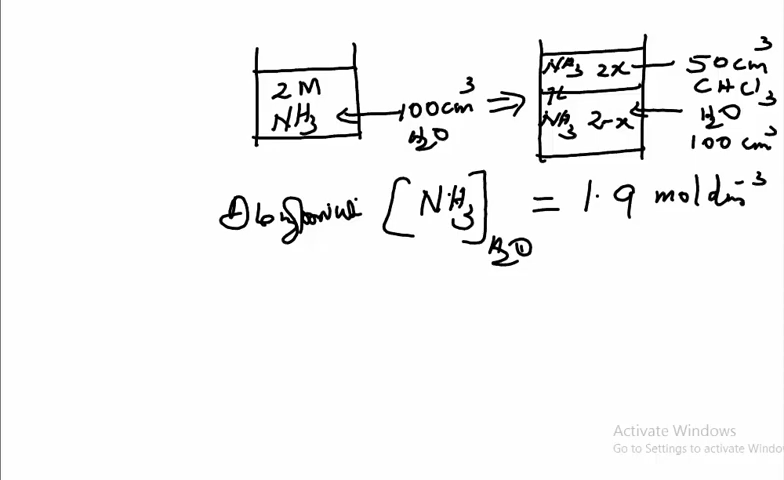 2 M
NH3
100cm3
H2O
⇒
NH3 2x
NH3 2-x
50cm3
CHCl3
H2O
100 cm3
[NH3]H2O = 1.9 mol dm-3
Activate Windows
Go to Settings to activate Windo